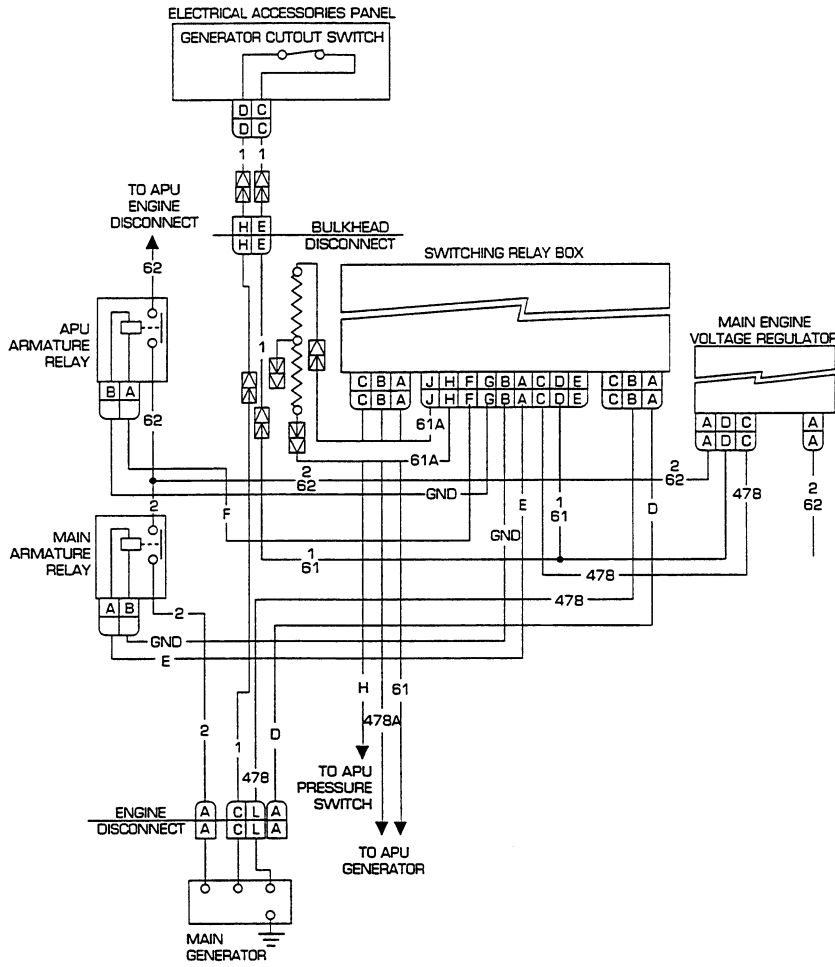 ELECTRICAL ACCESSORIES PANEL
GENERATOR CUTOUT SWITCH
D C
D C
1 1
TO APU
ENGINE
DISCONNECT
H E
H E
BULKHEAD
DISCONNECT
SWITCHING RELAY BOX
62
MAIN ENGINE
VOLTAGE REGULATOR
APU
ARMATURE
RELAY
1
B A
C B A
J H F G B A C D E
C B A
C B A
J H F G B A C D E
C B A
62
61A
A D C
A
A D C
A
61A
2
62
2
62
478
2
62
GND
2
F
E
1
61
D
GND
MAIN
ARMATURE
RELAY
1
61
478
478
A B
2
GND
E
H
61
478A
2
1
D
478
TO APU
PRESSURE
SWITCH
ENGINE
DISCONNECT
A
C L
A
A
C L
A
TO APU
GENERATOR
MAIN
GENERATOR